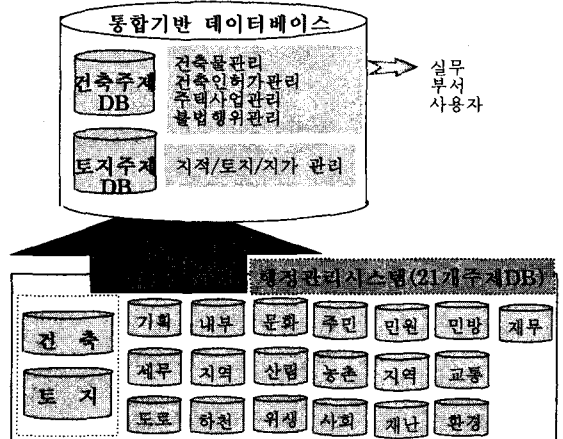 통합기반 데이터베이스
건축주제
DB
건축물관리
건축인허가관리
주택사업관리
불법행위관리
실무
부서
사용자
토지주제
DB
지적/토지/지가 관리
행정관리시스템(21개주제DB)
건 축
토 지
기획 내부 문화 주민 민원 민방 재무
세무 지역 산림 농촌 지역 교통
도로 하천 위생 사회 재난 환경